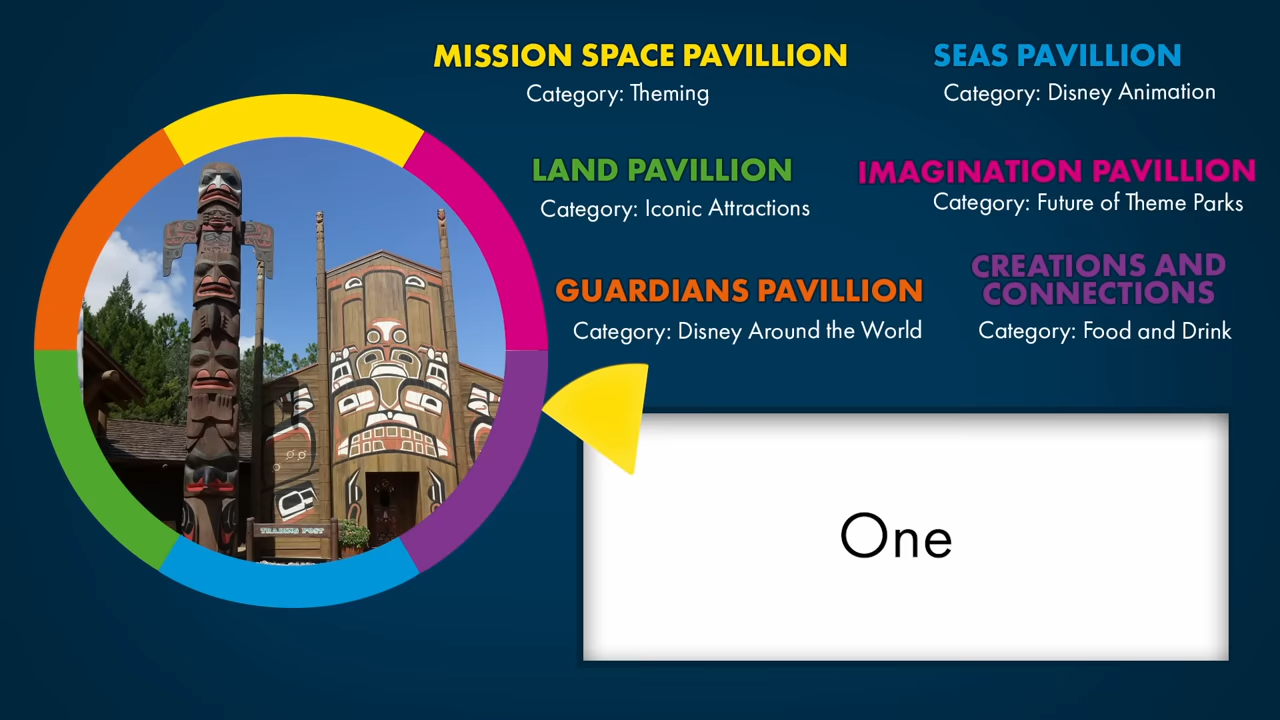 MISSION SPACE PAVILLION
Category: Theming
SEAS PAVILLION
Category: Disney Animation
LAND PAVILLION
Category: Iconic Attractions
IMAGINATION PAVILLION
Category: Future of Theme Parks
GUARDIANS PAVILLION
Category: Disney Around the World
CREATIONS AND
CONNECTIONS
Category: Food and Drink
TRADING POST
One